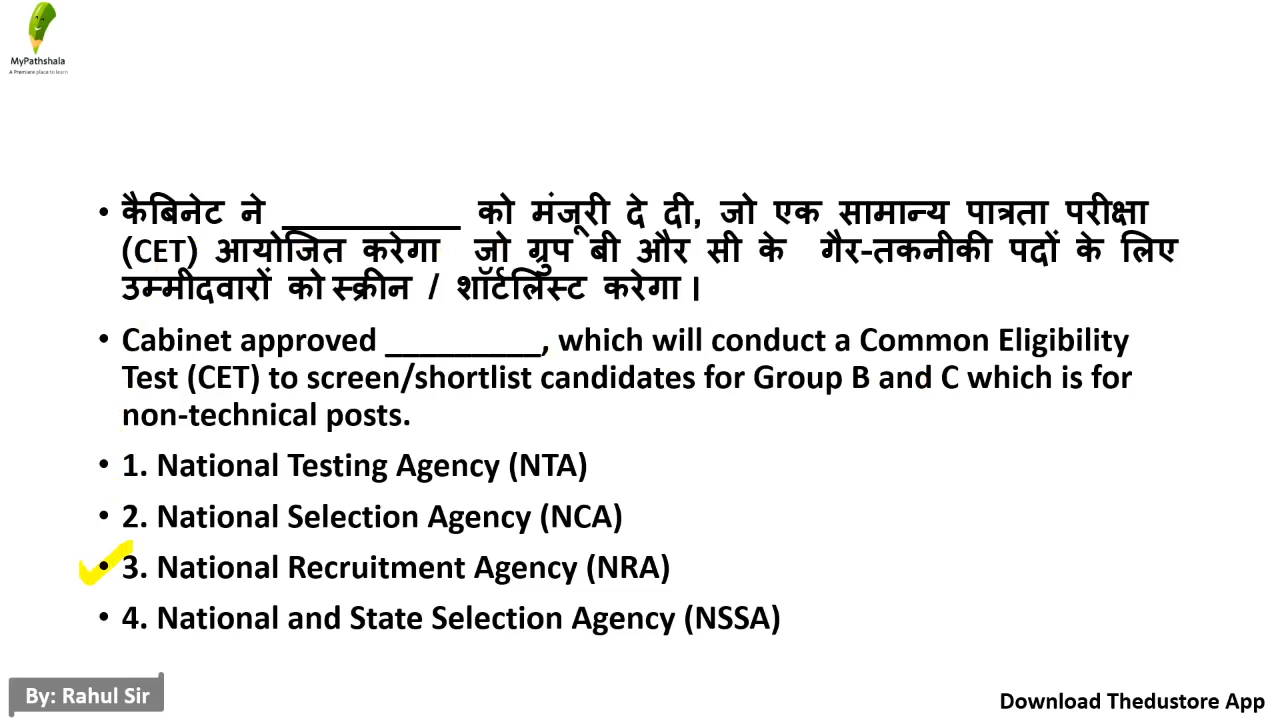 MyPathshala
A Premiere place to learn
• कैबिनेट ने ___________ को मंजूरी दे दी, जो एक सामान्य पात्रता परीक्षा
(CET) आयोजित करेगा जो ग्रुप बी और सी के गैर-तकनीकी पदों के लिए
उम्मीदवारों को स्क्रीन / शॉर्टलिस्ट करेगा ।
• Cabinet approved __________, which will conduct a Common Eligibility
Test (CET) to screen/shortlist candidates for Group B and C which is for
non-technical posts.
• 1. National Testing Agency (NTA)
• 2. National Selection Agency (NCA)
• 3. National Recruitment Agency (NRA)
• 4. National and State Selection Agency (NSSA)
By: Rahul Sir
Download Thedustore App